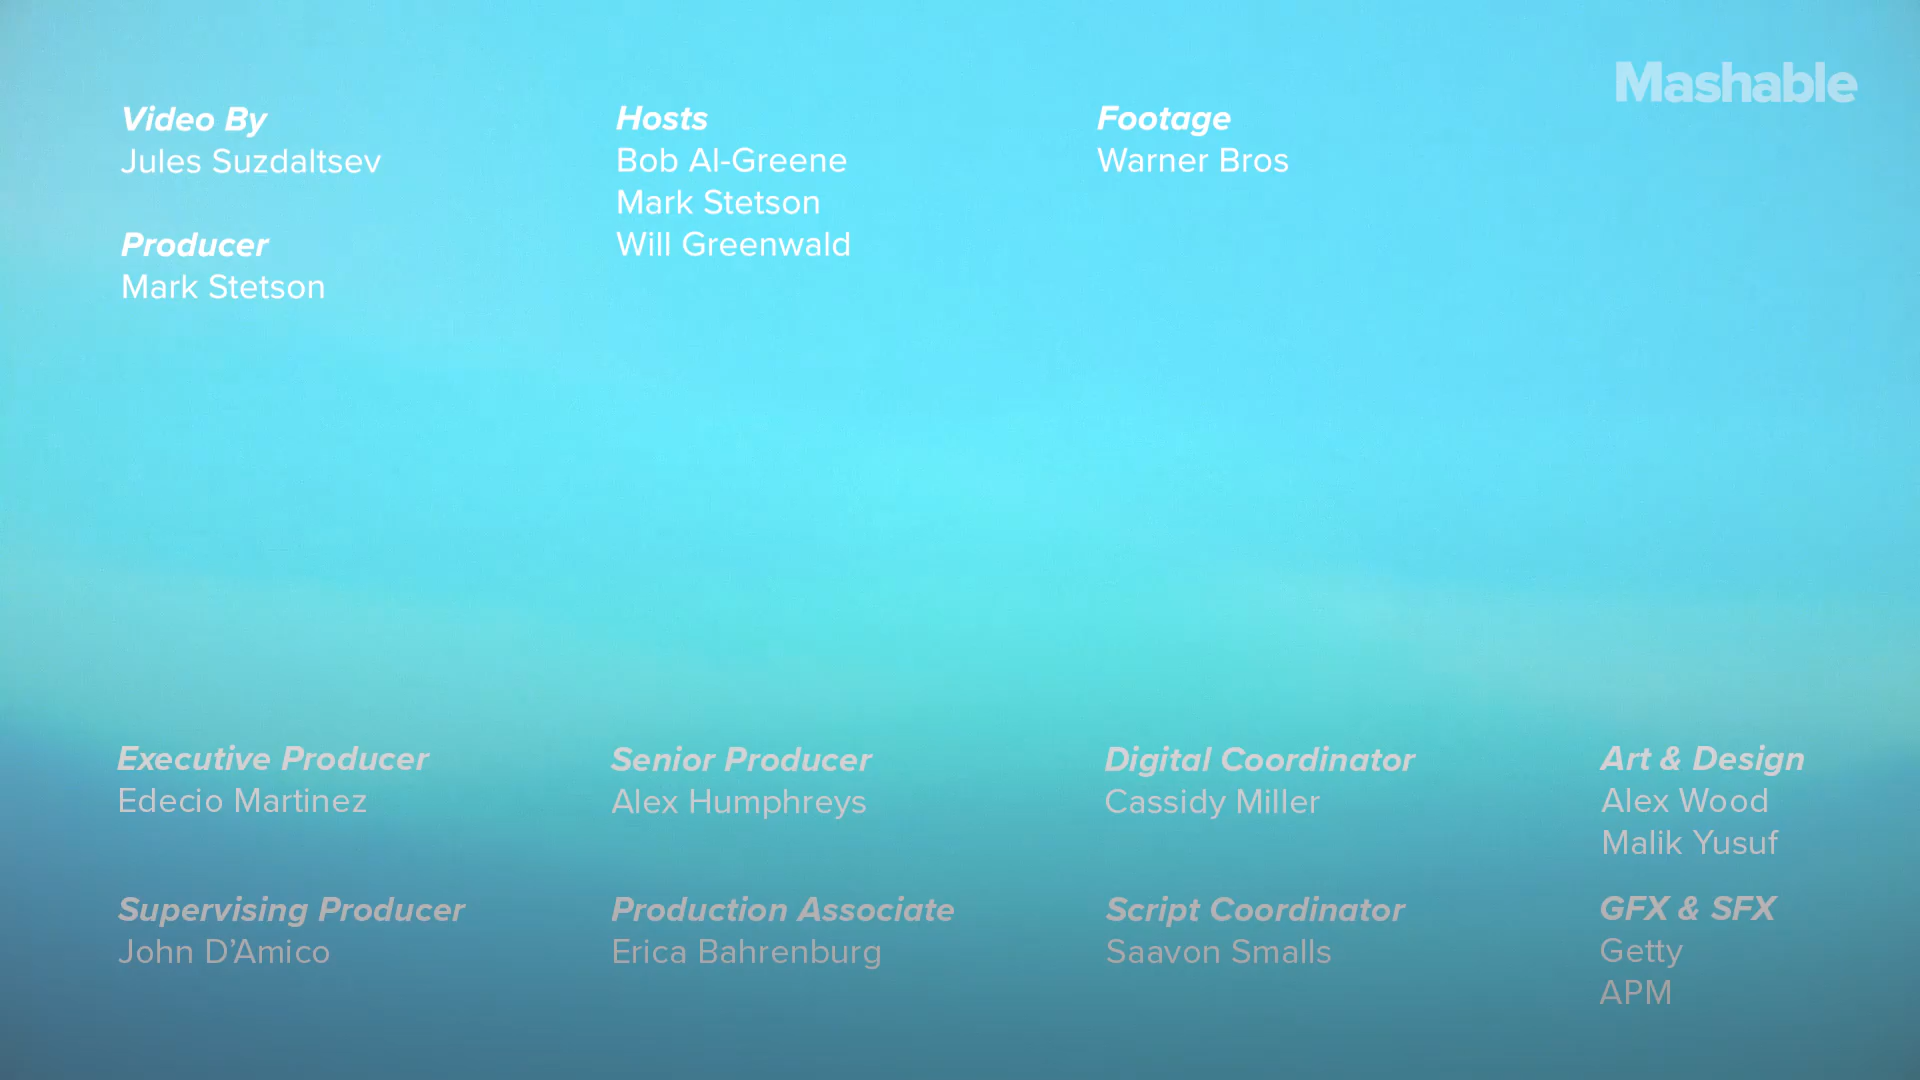 Mashable
Video By
Jules Suzdaltsev
Producer
Mark Stetson
Hosts
Bob Al-Greene
Mark Stetson
Will Greenwald
Footage
Warner Bros
Executive Producer
Edecio Martinez
Senior Producer
Alex Humphreys
Digital Coordinator
Cassidy Miller
Art & Design
Alex Wood
Malik Yusuf
Supervising Producer
John D’Amico
Production Associate
Erica Bahrenburg
Script Coordinator
Saavon Smalls
GFX & SFX
Getty
APM